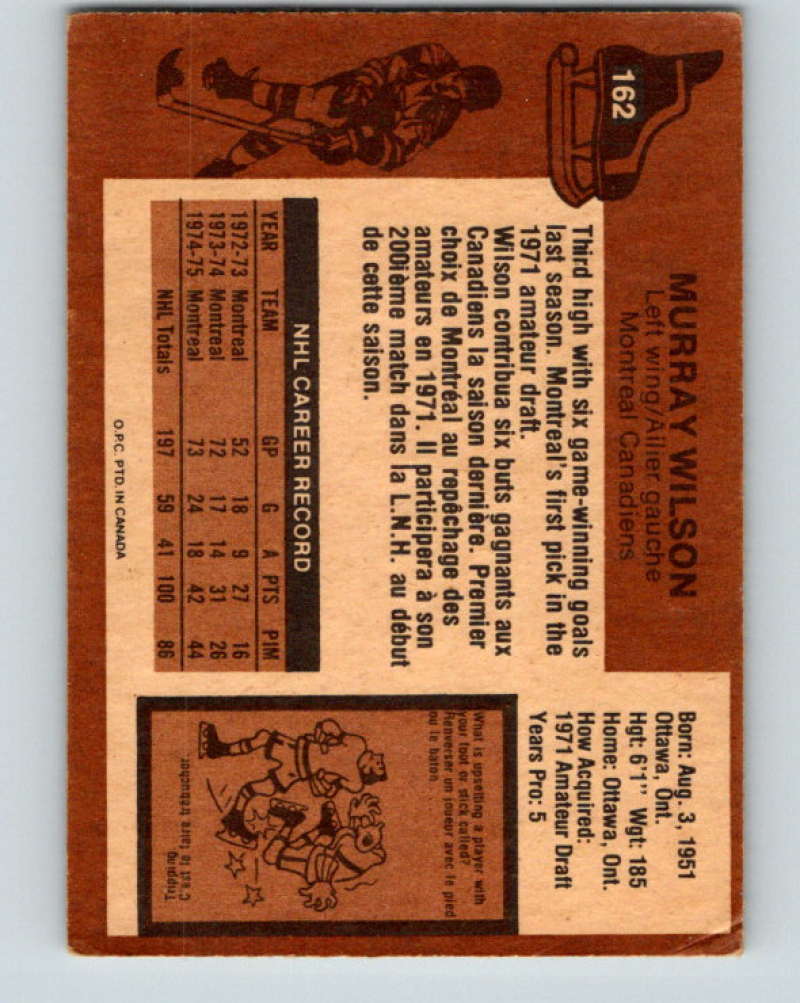 162
MURRAY WILSON
Left wing/Ailier gauche
Montreal Canadiens
Third high with six game-winning goals
last season. Montreal's first pick in the
1971 amateur draft.
Wilson contribua six buts gagnants aux
Canadiens la saison dernière. Premier
choix de Montréal au repêchage des
amateurs en 1971. Il participera à son
200ième match dans la L.N.H. au début
de cette saison.
NHL CAREER RECORD
YEAR TEAM GP G A PTS PIM
1972-73 Montreal 52 18 9 27 16
1973-74 Montreal 72 17 14 31 26
1974-75 Montreal 73 24 18 42 44
NHL Totals 197 59 41 100 86
O.P.C. PTD. IN CANADA
Born: Aug. 3, 1951
Ottawa, Ont.
Hgt: 6'1" Wgt: 185
Home: Ottawa, Ont.
How Acquired:
1971 Amateur Draft
Years Pro: 5
What is upsetting a player with
your foot or stick called?
Renverser un joueur avec le pied
ou le baton
Tripping
C'est le faire trébucher.